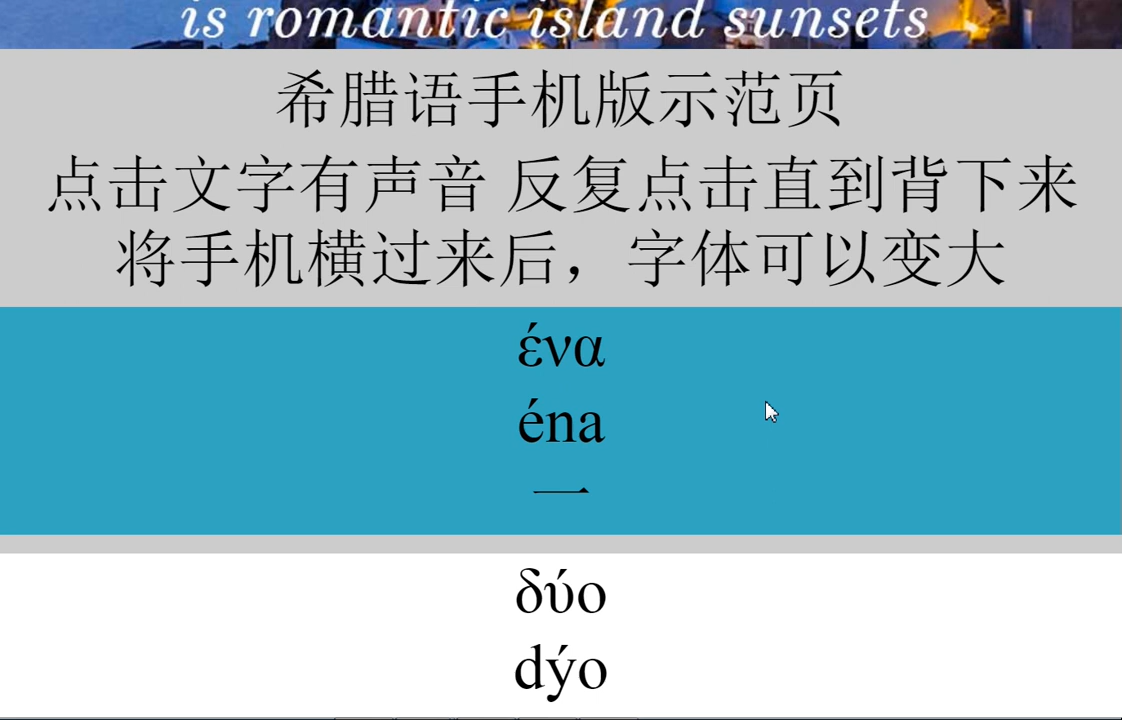 is romantic island sunsets
希腊语手机版示范页
点击文字有声音 反复点击直到背下来
将手机横过来后，字体可以变大
ένα
éna
一
δύο
dýo